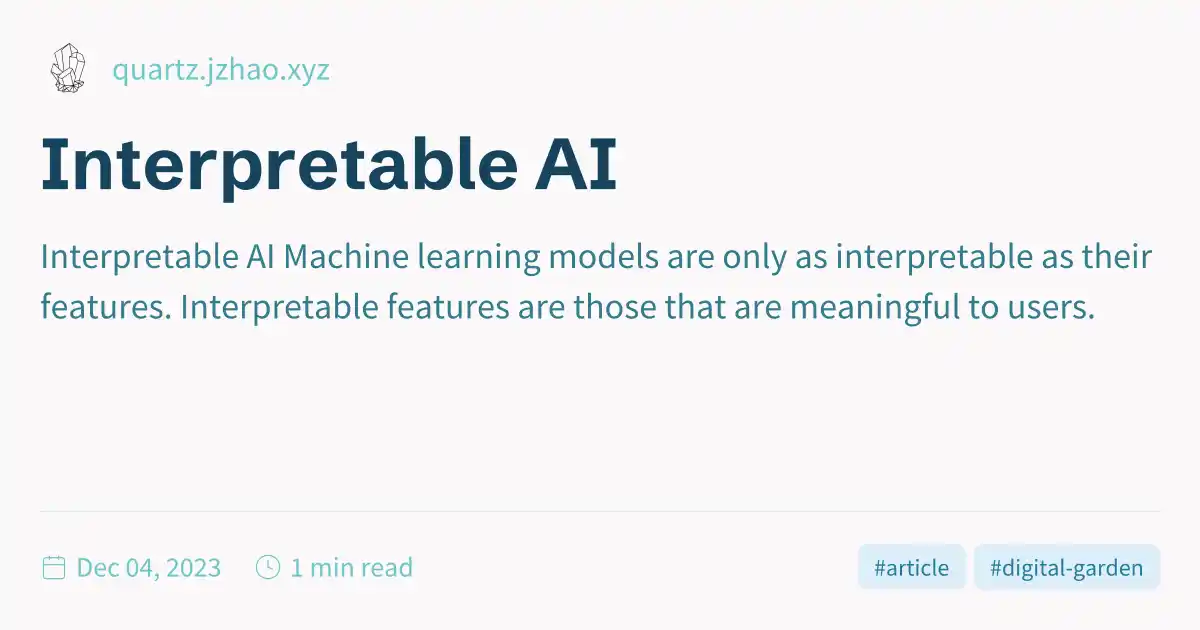 quartz.jzhao.xyz
Interpretable AI
Interpretable AI Machine learning models are only as interpretable as their
features. Interpretable features are those that are meaningful to users.
Dec 04, 2023 1 min read #article #digital-garden